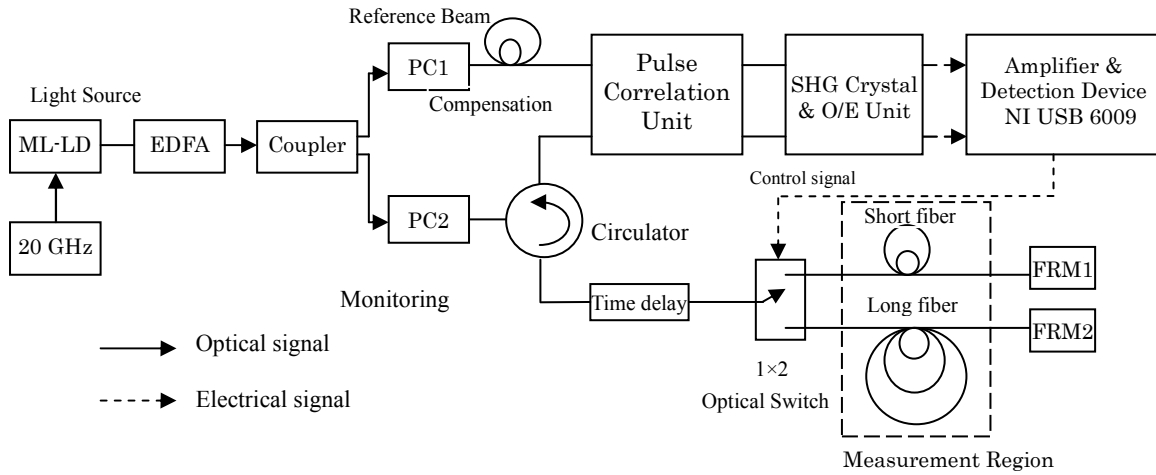 Reference Beam
Light Source
ML-LD
EDFA
Coupler
20 GHz
PC1
Compensation
PC2
Pulse
Correlation
Unit
SHG Crystal
& O/E Unit
Amplifier &
Detection Device
NI USB 6009
Control signal
Circulator
Monitoring
Time delay
1×2
Optical Switch
Short fiber
Long fiber
FRM1
FRM2
Measurement Region
Optical signal
Electrical signal